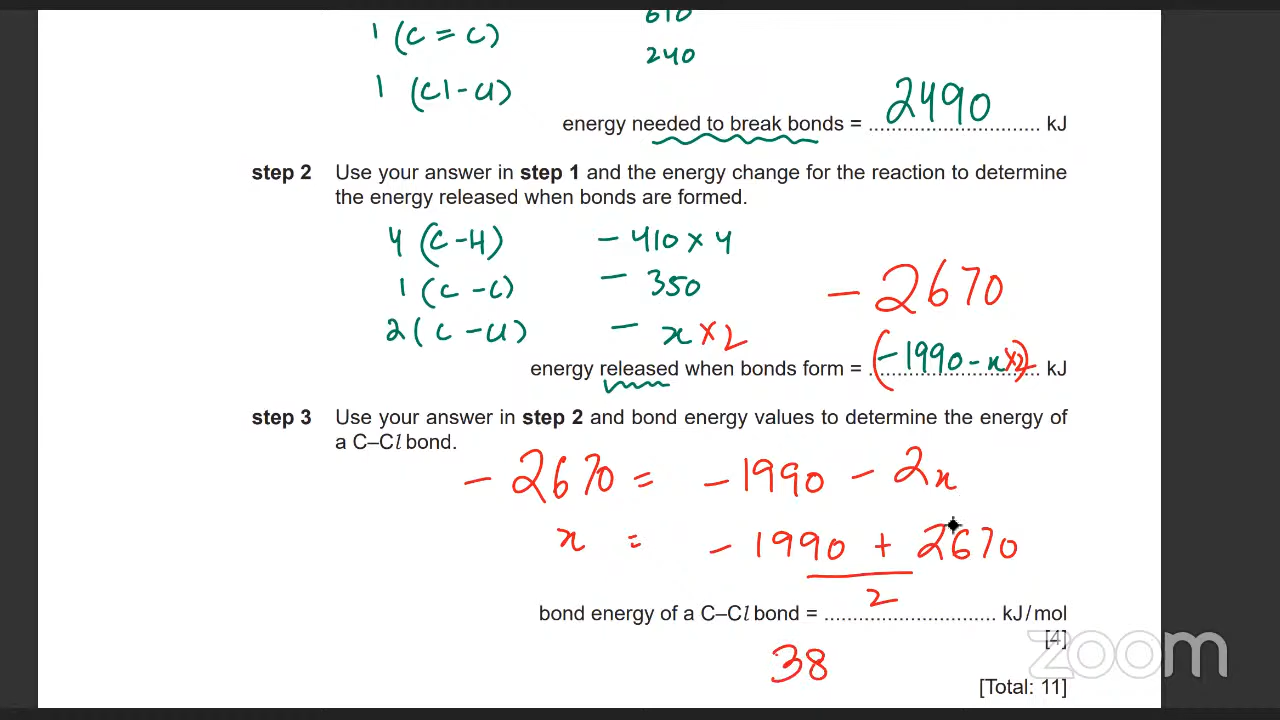 610
1 (C = C)
240
1 (Cl - Cl)
2490
energy needed to break bonds = .............................. kJ
step 2 Use your answer in step 1 and the energy change for the reaction to determine
the energy released when bonds are formed.
4 (C - H) - 410 × 4
1 (C - C) - 350
- 2670
2 (C - Cl) - x × 2
energy released when bonds form = (- 1990 - x × 2) kJ
step 3 Use your answer in step 2 and bond energy values to determine the energy of
a C–Cl bond.
- 2670 = - 1990 - 2x
x = - 1990 + 2670
2
bond energy of a C–Cl bond = .............................. kJ / mol
[4]
38
zoom
[Total: 11]